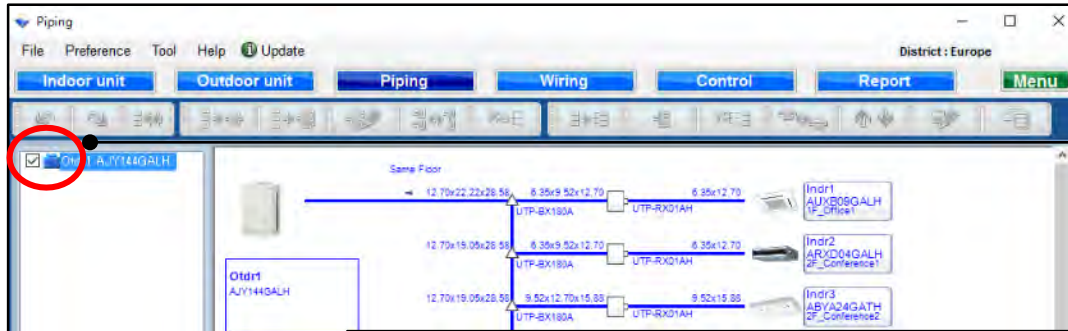 Piping
File Preference Tool Help Update District : Europe
Indoor unit Outdoor unit Piping Wiring Control Report Menu
Otdr1 AJY144GALH
Same Floor
12.70x22.22x28.58 6.35x9.52x12.70 6.35x12.70
UTP-BX180A UTP-RX01AH
Indr1
AUXB09GALH
1F_Office1
12.70x19.05x28.58 6.35x9.52x12.70 6.35x12.70
UTP-BX180A UTP-RX01AH
Indr2
ARXD04GALH
2F_Conference1
Otdr1
AJY144GALH
12.70x19.05x28.58 9.52x12.70x15.88 9.52x15.88
UTP-BX180A UTP-RX01AH
Indr3
ABYA24GATH
2F_Conference2